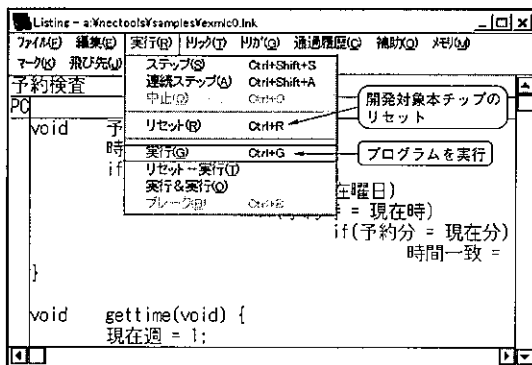 Listing - a:¥nectools¥samples¥exmlc0.lnk
ファイル(F) 編集(E) 実行(R) トリック(T) トリガ(G) 通過履歴(C) 補助(O) メモリ(M)
マーク(K) 飛び先(J)
予約検査
PC
ステップ(S) Ctrl+Shift+S
連続ステップ(A) Ctrl+Shift+A
中止(O) Ctrl+O
リセット(R) Ctrl+R
実行(G) Ctrl+G
リセット－実行(T)
実行&実行(O)
ブレーク(B)
開発対象本チップの
リセット
プログラムを実行
void 予
時
if
在曜日)
= 現在時)
if(予約分 = 現在分)
時間一致 =
}
void gettime(void) {
現在週 = 1;